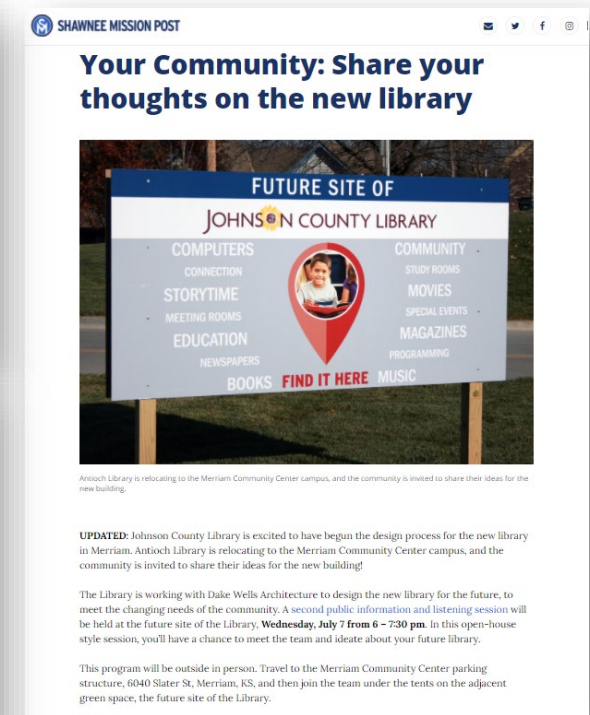 SHAWNEE MISSION POST
Your Community: Share your
thoughts on the new library
FUTURE SITE OF
JOHNSON COUNTY LIBRARY
COMPUTERS
CONNECTION
STORYTIME
MEETING ROOMS
EDUCATION
NEWSPAPERS
BOOKS
FIND IT HERE
COMMUNITY
STUDY ROOMS
MOVIES
SPECIAL EVENTS
MAGAZINES
PROGRAMMING
MUSIC
Antioch Library is relocating to the Merriam Community Center campus, and the community is invited to share their ideas for the
new building.
UPDATED: Johnson County Library is excited to have begun the design process for the new library
in Merriam. Antioch Library is relocating to the Merriam Community Center campus, and the
community is invited to share their ideas for the new building!
The Library is working with Dake Wells Architecture to design the new library for the future, to
meet the changing needs of the community. A second public information and listening session will
be held at the future site of the Library, Wednesday, July 7 from 6 – 7:30 pm. In this open-house
style session, you'll have a chance to meet the team and ideate about your future library.
This program will be outside in person. Travel to the Merriam Community Center parking
structure, 6040 Slater St, Merriam, KS, and then join the team under the tents on the adjacent
green space, the future site of the Library.